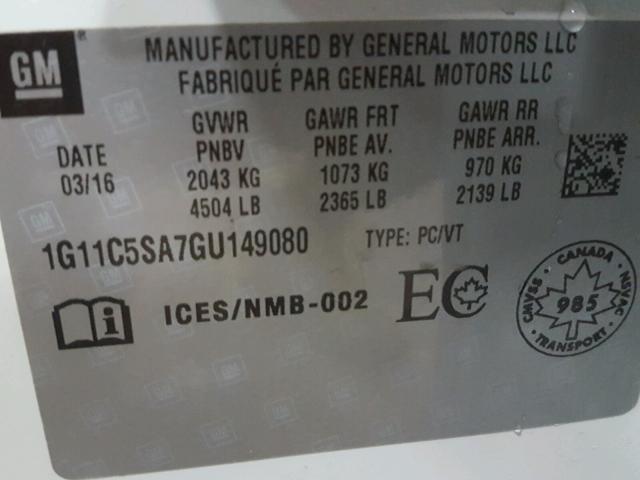 GM
MANUFACTURED BY GENERAL MOTORS LLC
FABRIQUÉ PAR GENERAL MOTORS LLC
DATE
03/16
GVWR
PNBV
2043 KG
4504 LB
GAWR FRT
PNBE AV.
1073 KG
2365 LB
GAWR RR
PNBE ARR.
970 KG
2139 LB
1G11C5SA7GU149080 TYPE: PC/VT
i ICES/NMB-002 EC
CANADA
CMVSS 985 NSVAC
TRANSPORT